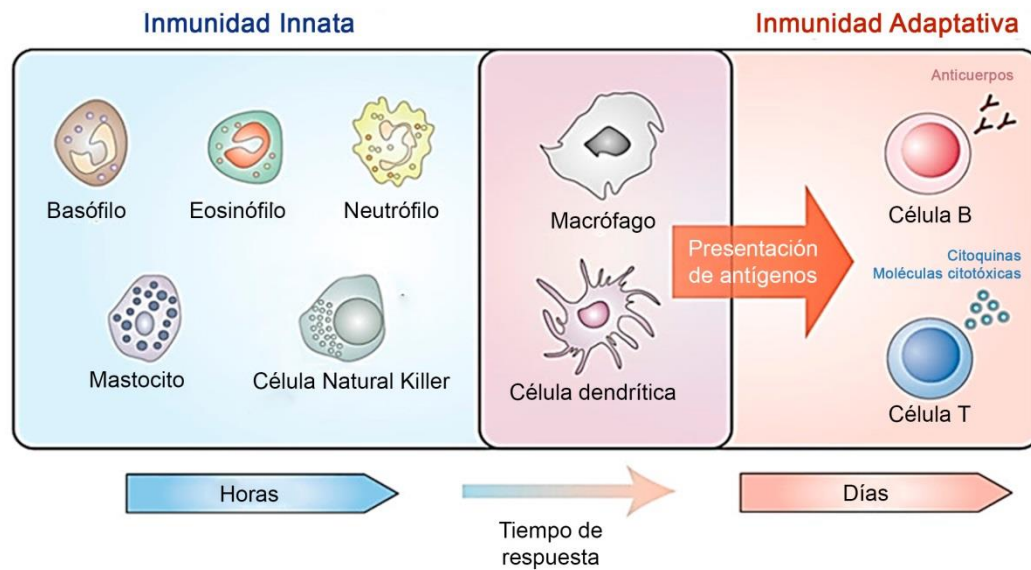 Inmunidad Innata
Inmunidad Adaptativa
Basófilo
Eosinófilo
Neutrófilo
Mastocito
Célula Natural Killer
Macrófago
Célula dendrítica
Presentación
de antígenos
Anticuerpos
Célula B
Citoquinas
Moléculas citotóxicas
Célula T
Horas
Tiempo de
respuesta
Días